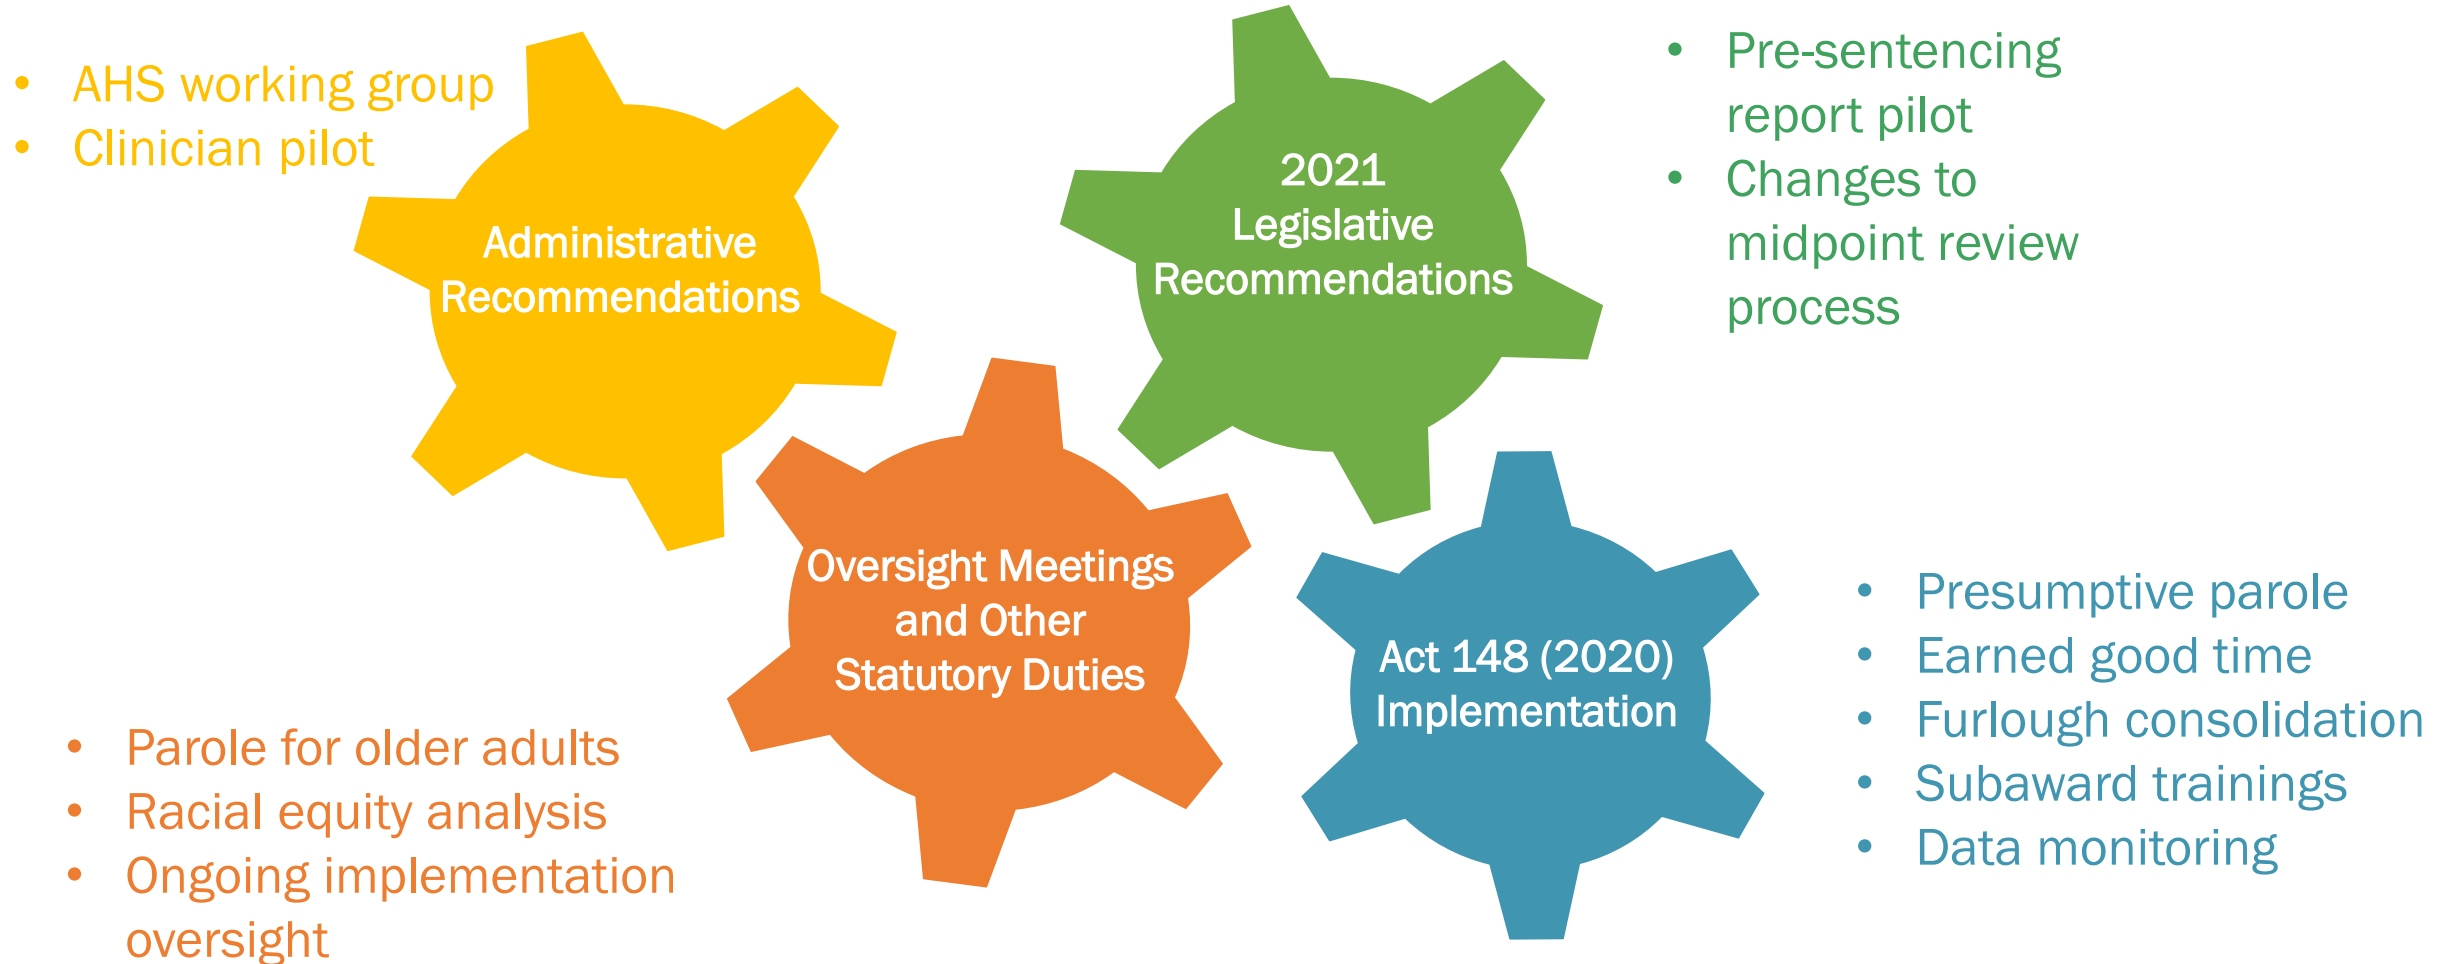 • AHS working group
• Clinician pilot
Administrative
Recommendations
2021
Legislative
Recommendations
• Pre-sentencing
report pilot
• Changes to
midpoint review
process
Oversight Meetings
and Other
Statutory Duties
• Parole for older adults
• Racial equity analysis
• Ongoing implementation
oversight
Act 148 (2020)
Implementation
• Presumptive parole
• Earned good time
• Furlough consolidation
• Subaward trainings
• Data monitoring